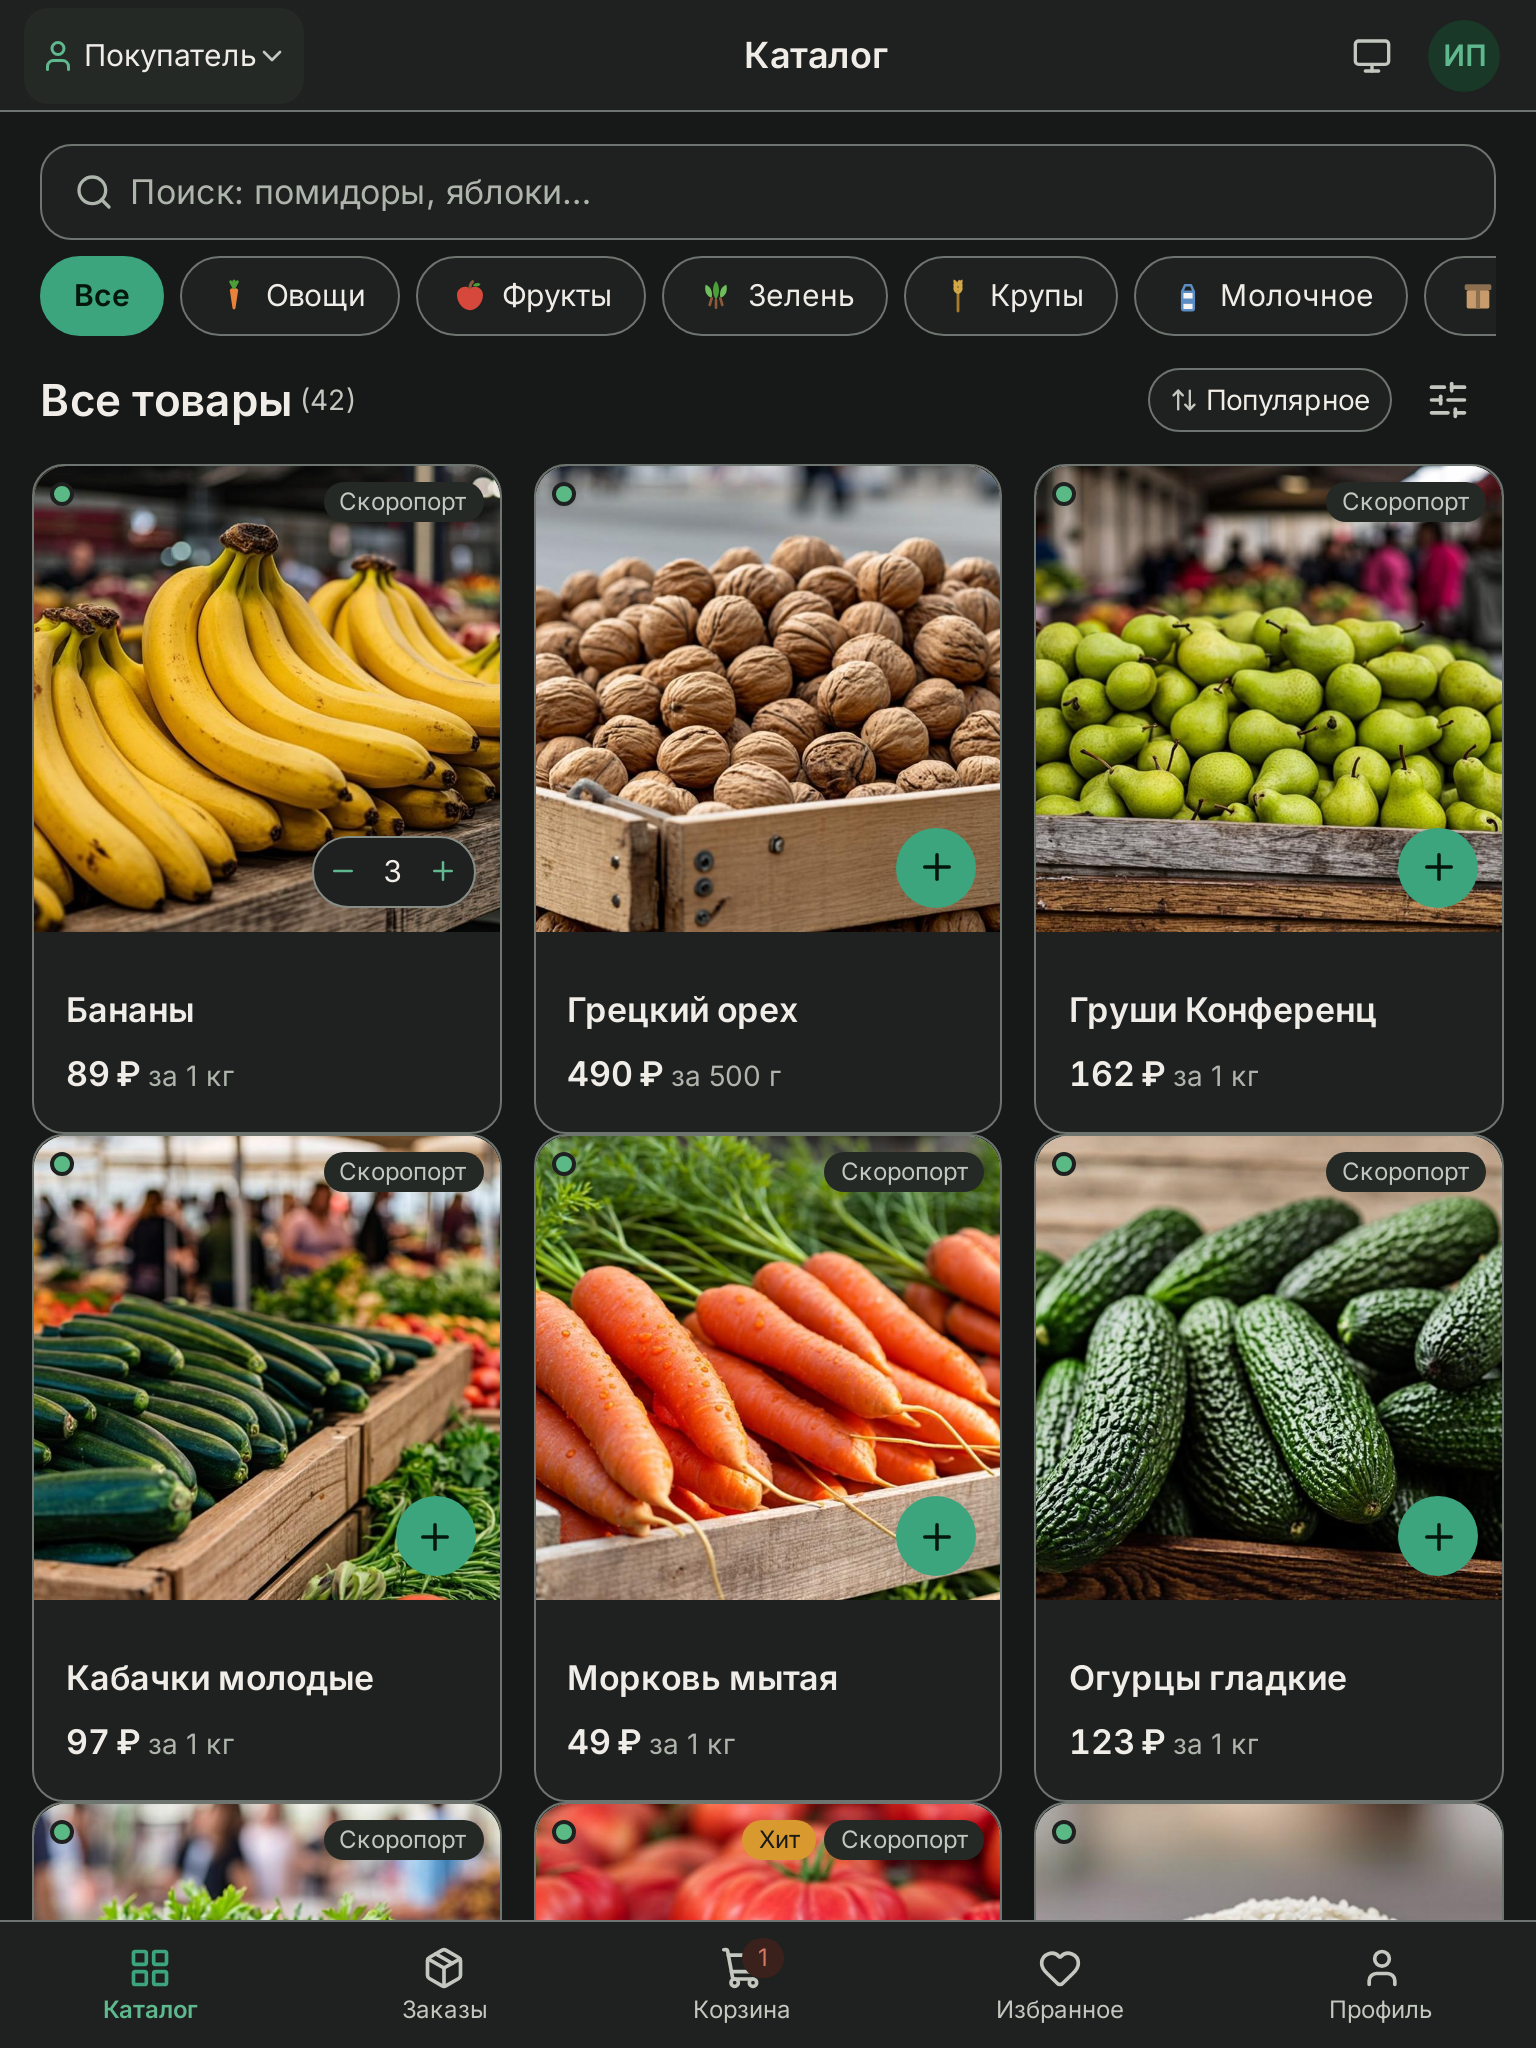 Покупатель
Каталог
ИП
Поиск: помидоры, яблоки...
Все
Овощи
Фрукты
Зелень
Крупы
Молочное
Все товары (42)
Популярное
Скоропорт
Скоропорт
3
Бананы
Грецкий орех
Груши Конференц
89 ₽ за 1 кг
490 ₽ за 500 г
162 ₽ за 1 кг
Скоропорт
Скоропорт
Скоропорт
Кабачки молодые
Морковь мытая
Огурцы гладкие
97 ₽ за 1 кг
49 ₽ за 1 кг
123 ₽ за 1 кг
Скоропорт
Хит
Скоропорт
1
Каталог
Заказы
Корзина
Избранное
Профиль